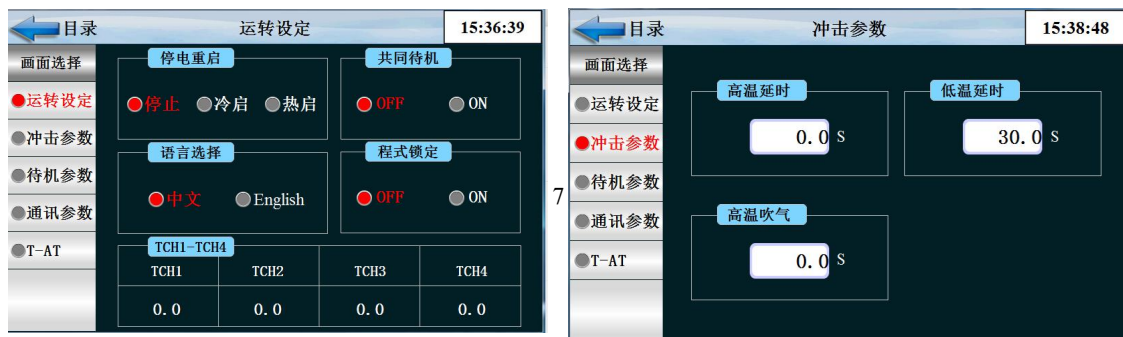 目录 运转设定 15:36:39
画面选择
运转设定
冲击参数
待机参数
通讯参数
T-AT
停电重启
停止 冷启 热启
共同待机
OFF ON
语言选择
中文 English
程式锁定
OFF ON
TCH1-TCH4
TCH1 TCH2 TCH3 TCH4
0.0 0.0 0.0 0.0
7
目录 冲击参数 15:38:48
画面选择
运转设定
冲击参数
待机参数
通讯参数
T-AT
高温延时
0.0 S
低温延时
30.0 S
高温吹气
0.0 S